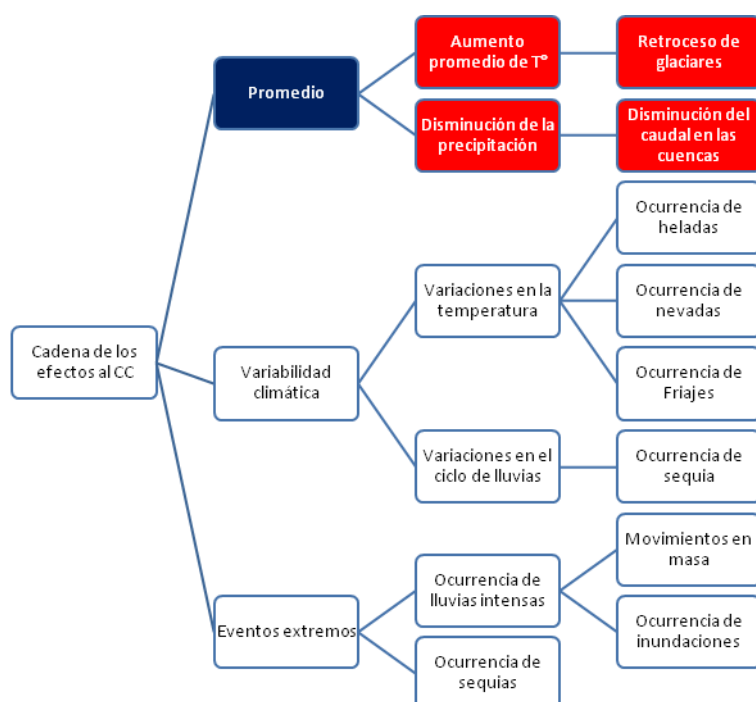 Aumento
promedio de T°
Retroceso de
glaciares
Promedio
Disminución de la
precipitación
Disminución del
caudal en las
cuencas
Ocurrencia de
heladas
Variaciones en la
temperatura
Ocurrencia de
nevadas
Cadena de los
efectos al CC
Variabilidad
climática
Ocurrencia de
Friajes
Variaciones en el
ciclo de lluvias
Ocurrencia de
sequia
Movimientos en
masa
Ocurrencia de
lluvias intensas
Eventos extremos
Ocurrencia de
inundaciones
Ocurrencia de
sequias